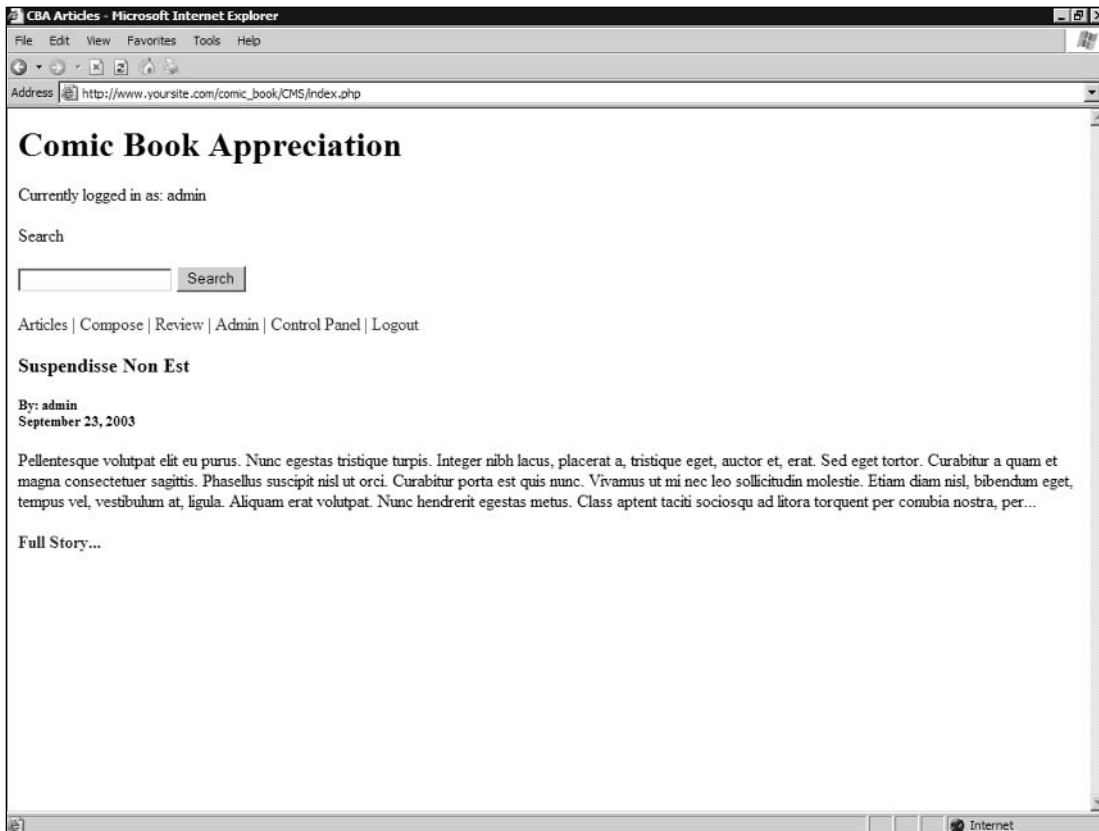 CBA Articles - Microsoft Internet Explorer
File Edit View Favorites Tools Help
Address http://www.yoursite.com/comic_book/CMS/index.php
Comic Book Appreciation
Currently logged in as: admin
Search
Search
Articles | Compose | Review | Admin | Control Panel | Logout
Suspendisse Non Est
By: admin
September 23, 2003
Pellentesque volutpat elit eu purus. Nunc egestas tristique turpis. Integer nibh lacus, placerat a, tristique eget, auctor et, erat. Sed eget tortor. Curabitur a quam et
magna consectetuer sagittis. Phasellus suscipit nisl ut orci. Curabitur porta est quis nunc. Vivamus ut mi nec leo sollicitudin molestie. Etiam diam nisl, bibendum eget,
tempus vel, vestibulum at, ligula. Aliquam erat volutpat. Nunc hendrerit egestas metus. Class aptent taciti sociosqu ad litora torquent per conubia nostra, per...
Full Story...
Internet